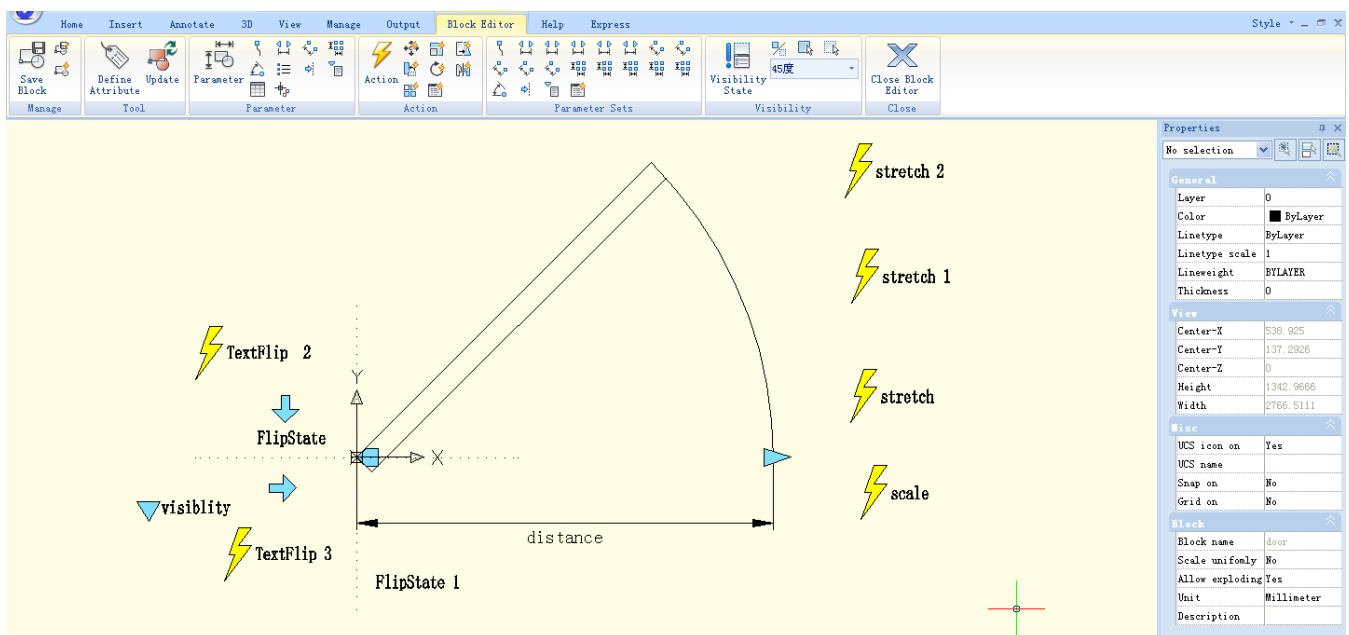 Home Insert Annotate 3D View Manage Output Block Editor Help Express Style
Save Block
Define Attribute
Update
Parameter
Action
Visibility State
45度
Close Block Editor
Manage Tool Parameter Action Parameter Sets Visibility Close
stretch 2
stretch 1
TextFlip 2
Y
stretch
FlipState
X
scale
visiblity
distance
TextFlip 3
FlipState 1
Properties
No selection
General
Layer 0
Color ByLayer
Linetype ByLayer
Linetype scale 1
Lineweight BYLAYER
Thickness 0
View
Center-X 538.925
Center-Y 137.2926
Center-Z 0
Height 1342.9666
Width 2766.5111
Misc
UCS icon on Yes
UCS name
Snap on No
Grid on No
Block
Block name door
Scale unifomly No
Allow exploding Yes
Unit Millimeter
Description